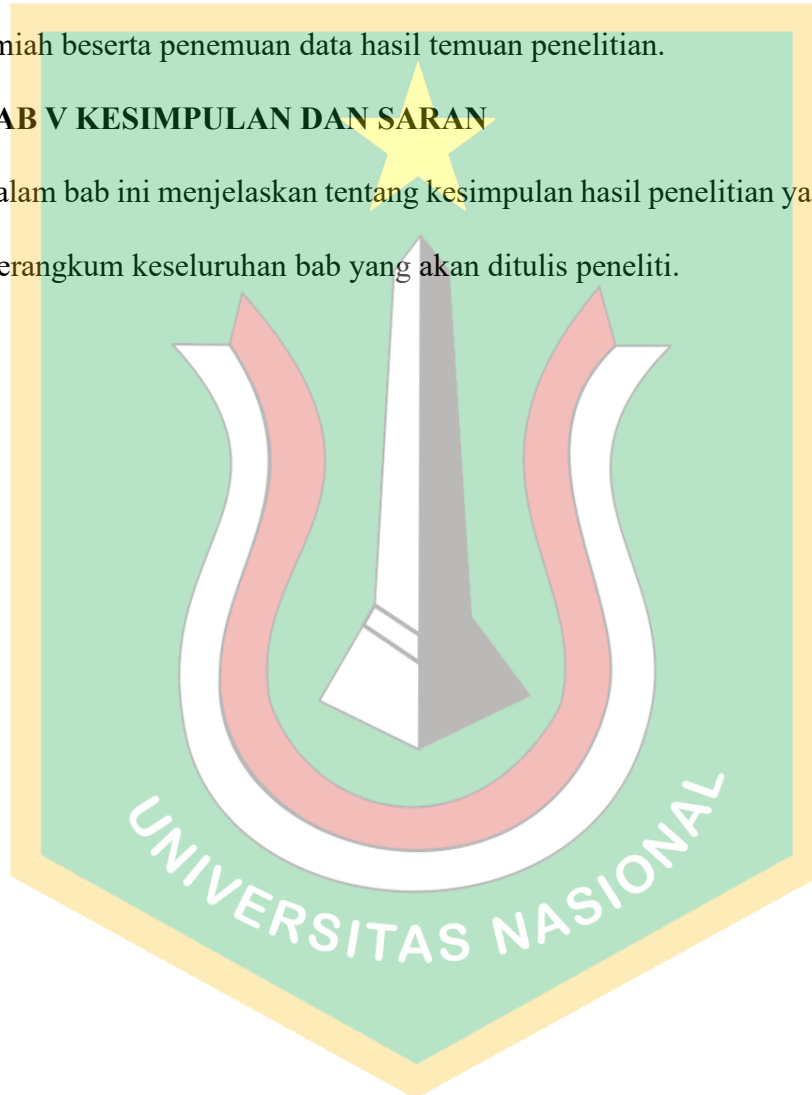 miah beserta penemuan data hasil temuan penelitian.
AB V KESIMPULAN DAN SARAN
alam bab ini menjelaskan tentang kesimpulan hasil penelitian ya
erangkum keseluruhan bab yang akan ditulis peneliti.
UNIVERSITAS NASIONAL